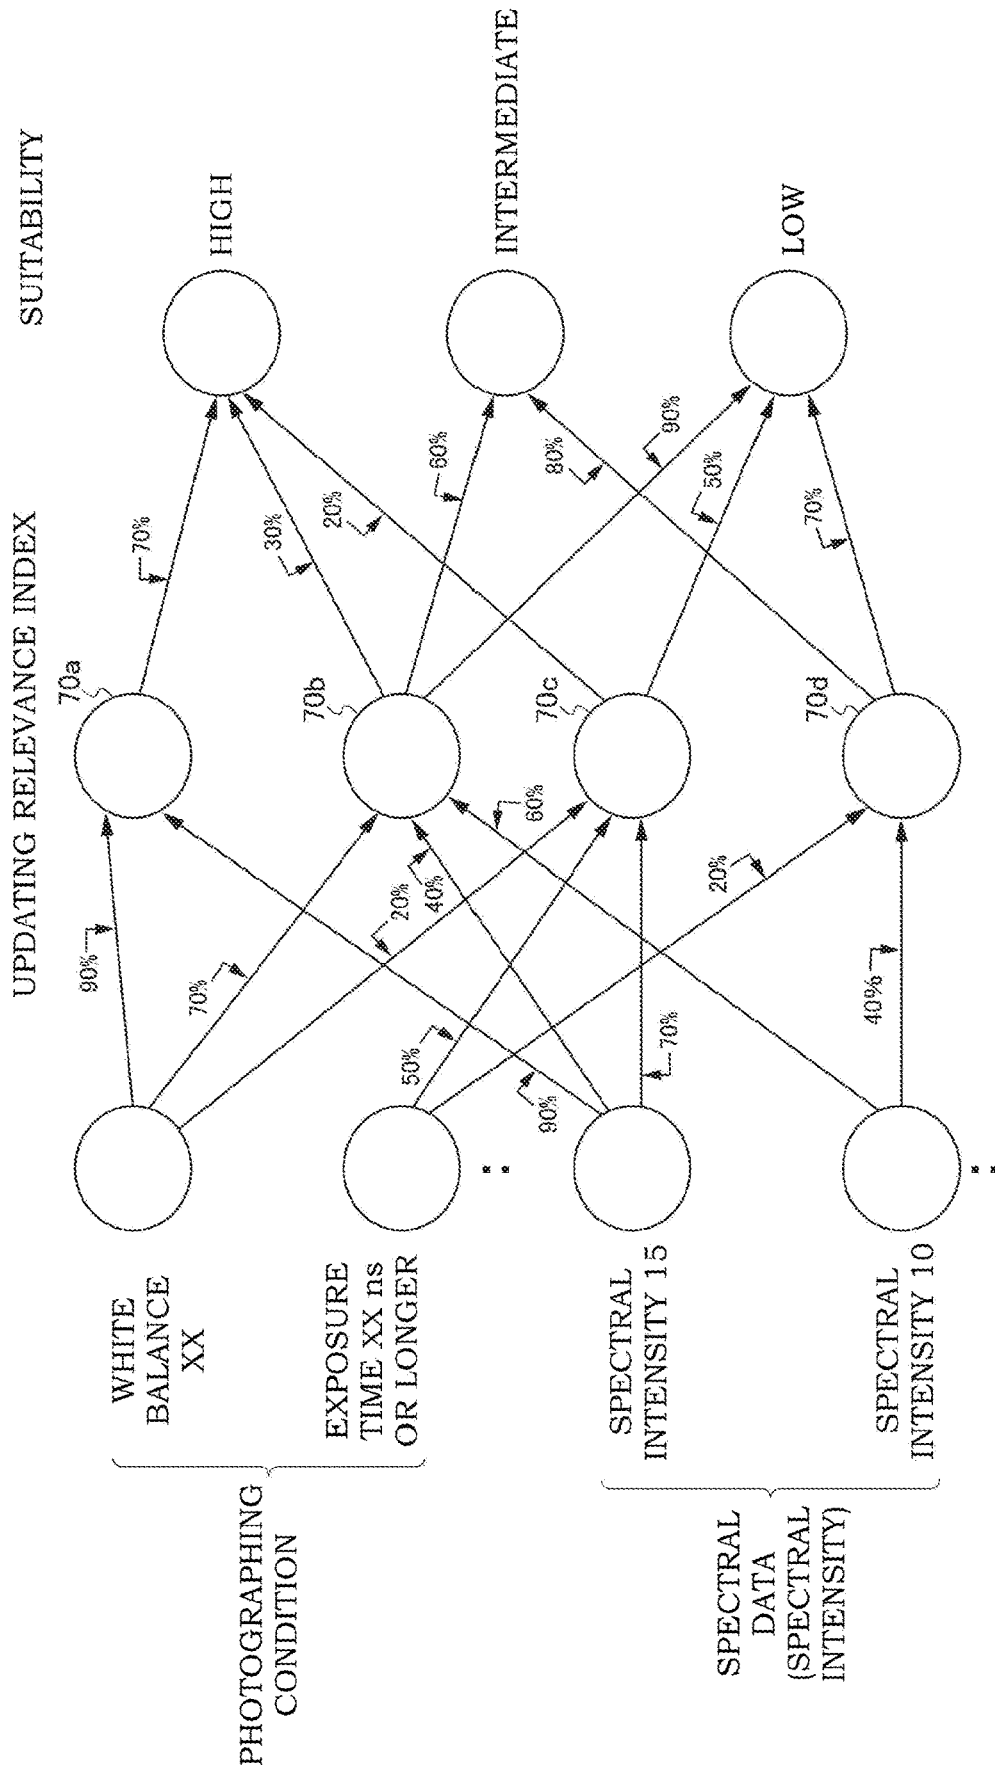 UPDATING RELEVANCE INDEX
SUITABILITY
PHOTOGRAPHING
CONDITION
WHITE
BALANCE
XX
EXPOSURE
TIME XX ns
OR LONGER
SPECTRAL
DATA
(SPECTRAL
INTENSITY)
SPECTRAL
INTENSITY 15
SPECTRAL
INTENSITY 10
90%
70%
20%
50%
20%
90%
40%
70%
60%
40%
70a
70b
70c
70d
70%
30%
60%
90%
20%
50%
80%
70%
HIGH
INTERMEDIATE
LOW